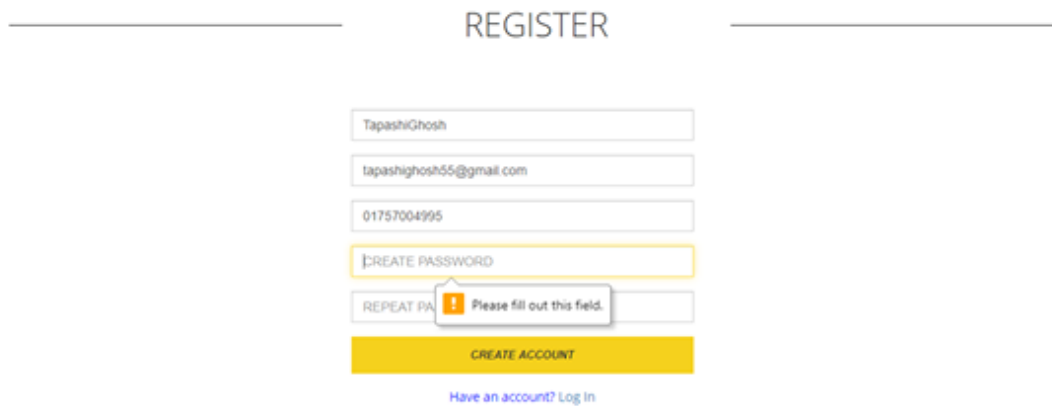 REGISTER
TapashiGhosh
tapashighosh55@gmail.com
01757004995
CREATE PASSWORD
REPEAT PA
Please fill out this field.
CREATE ACCOUNT
Have an account? Log In